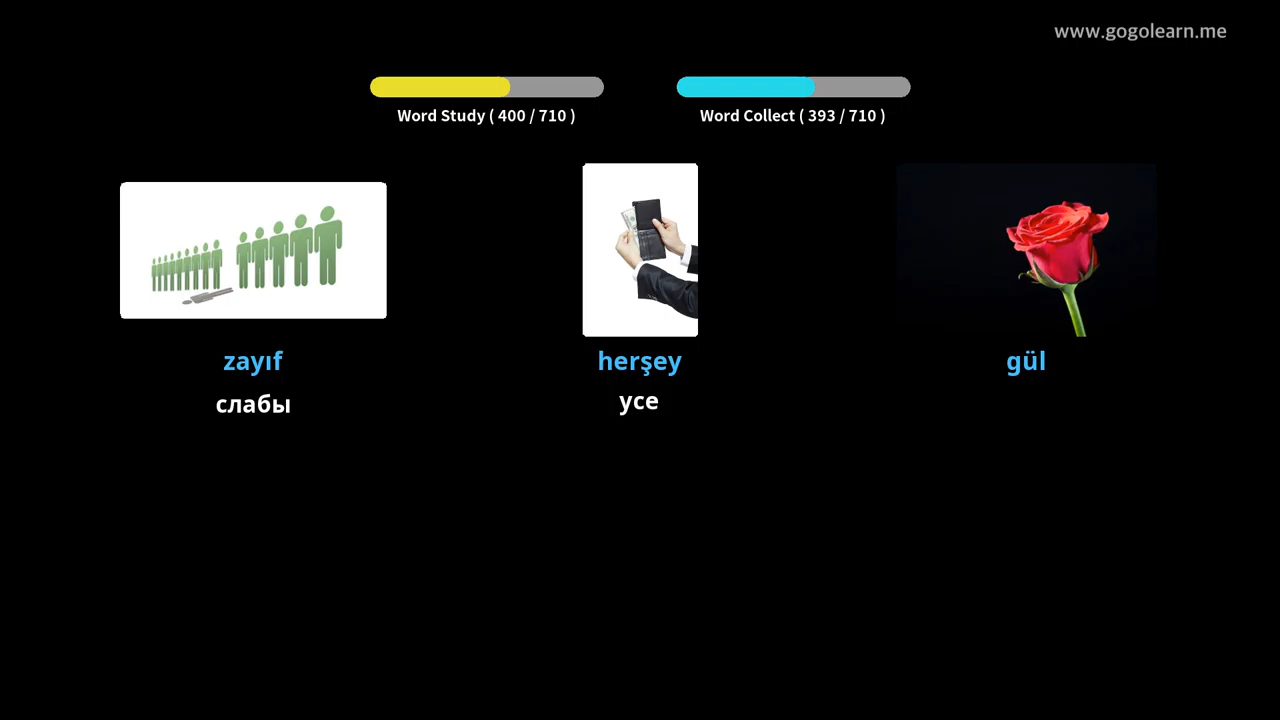 www.gogolearn.me
Word Study ( 400 / 710 )
Word Collect ( 393 / 710 )
zayıf
herşey
gül
слабы
усе